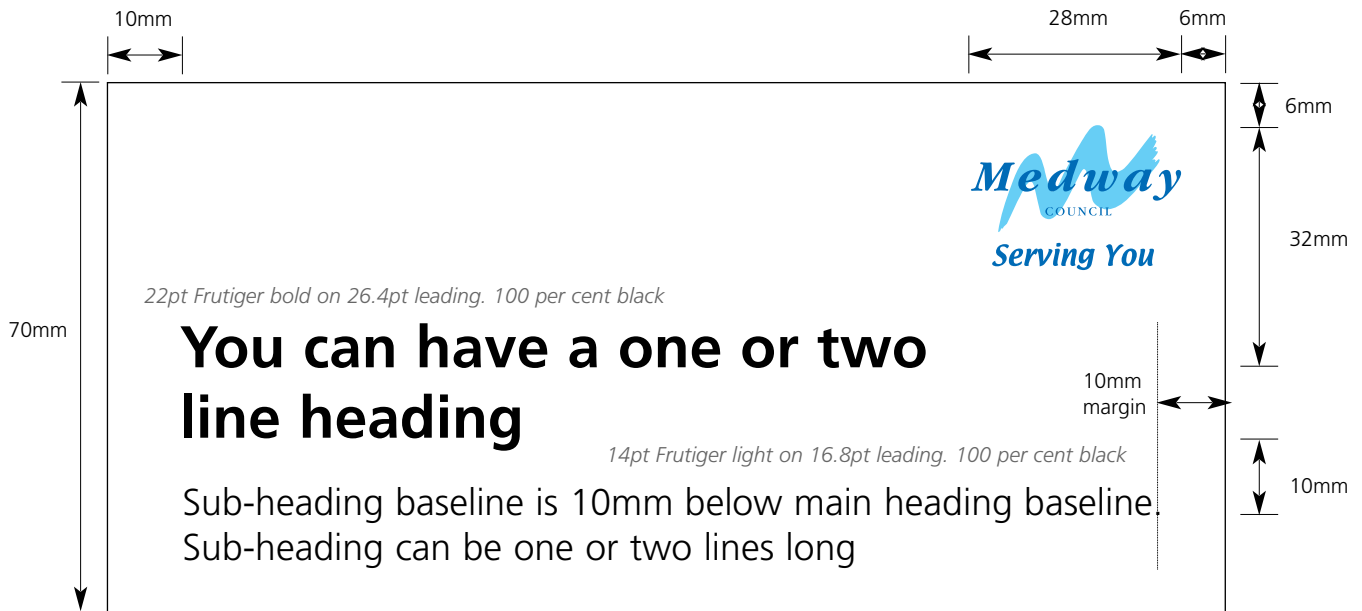 10mm
28mm
6mm
6mm
Medway
COUNCIL
Serving You
32mm
22pt Frutiger bold on 26.4pt leading. 100 per cent black
70mm
You can have a one or two
line heading
10mm
margin
14pt Frutiger light on 16.8pt leading. 100 per cent black
10mm
Sub-heading baseline is 10mm below main heading baseline.
Sub-heading can be one or two lines long